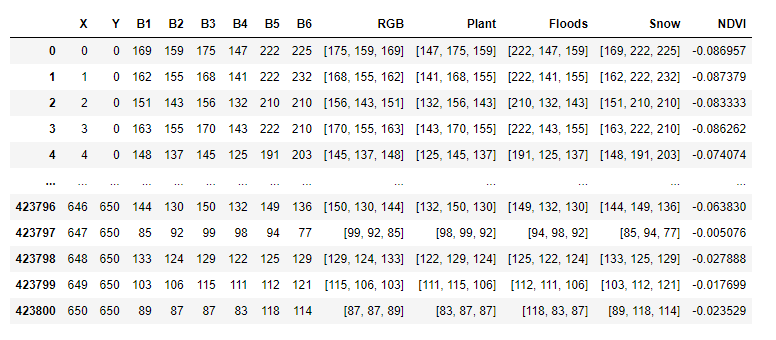 X Y B1 B2 B3 B4 B5 B6 RGB Plant Floods Snow NDVI
0 0 0 169 159 175 147 222 225 [175, 159, 169] [147, 175, 159] [222, 147, 159] [169, 222, 225] -0.086957
1 1 0 162 155 168 141 222 232 [168, 155, 162] [141, 168, 155] [222, 141, 155] [162, 222, 232] -0.087379
2 2 0 151 143 156 132 210 210 [156, 143, 151] [132, 156, 143] [210, 132, 143] [151, 210, 210] -0.083333
3 3 0 163 155 170 143 222 210 [170, 155, 163] [143, 170, 155] [222, 143, 155] [163, 222, 210] -0.086262
4 4 0 148 137 145 125 191 203 [145, 137, 148] [125, 145, 137] [191, 125, 137] [148, 191, 203] -0.074074
... ... ... ... ... ... ... ... ... ... ... ... ... ...
423796 646 650 144 130 150 132 149 136 [150, 130, 144] [132, 150, 130] [149, 132, 130] [144, 149, 136] -0.063830
423797 647 650 85 92 99 98 94 77 [99, 92, 85] [98, 99, 92] [94, 98, 92] [85, 94, 77] -0.005076
423798 648 650 133 124 129 122 125 129 [129, 124, 133] [122, 129, 124] [125, 122, 124] [133, 125, 129] -0.027888
423799 649 650 103 106 115 111 112 121 [115, 106, 103] [111, 115, 106] [112, 111, 106] [103, 112, 121] -0.017699
423800 650 650 89 87 87 83 118 114 [87, 87, 89] [83, 87, 87] [118, 83, 87] [89, 118, 114] -0.023529